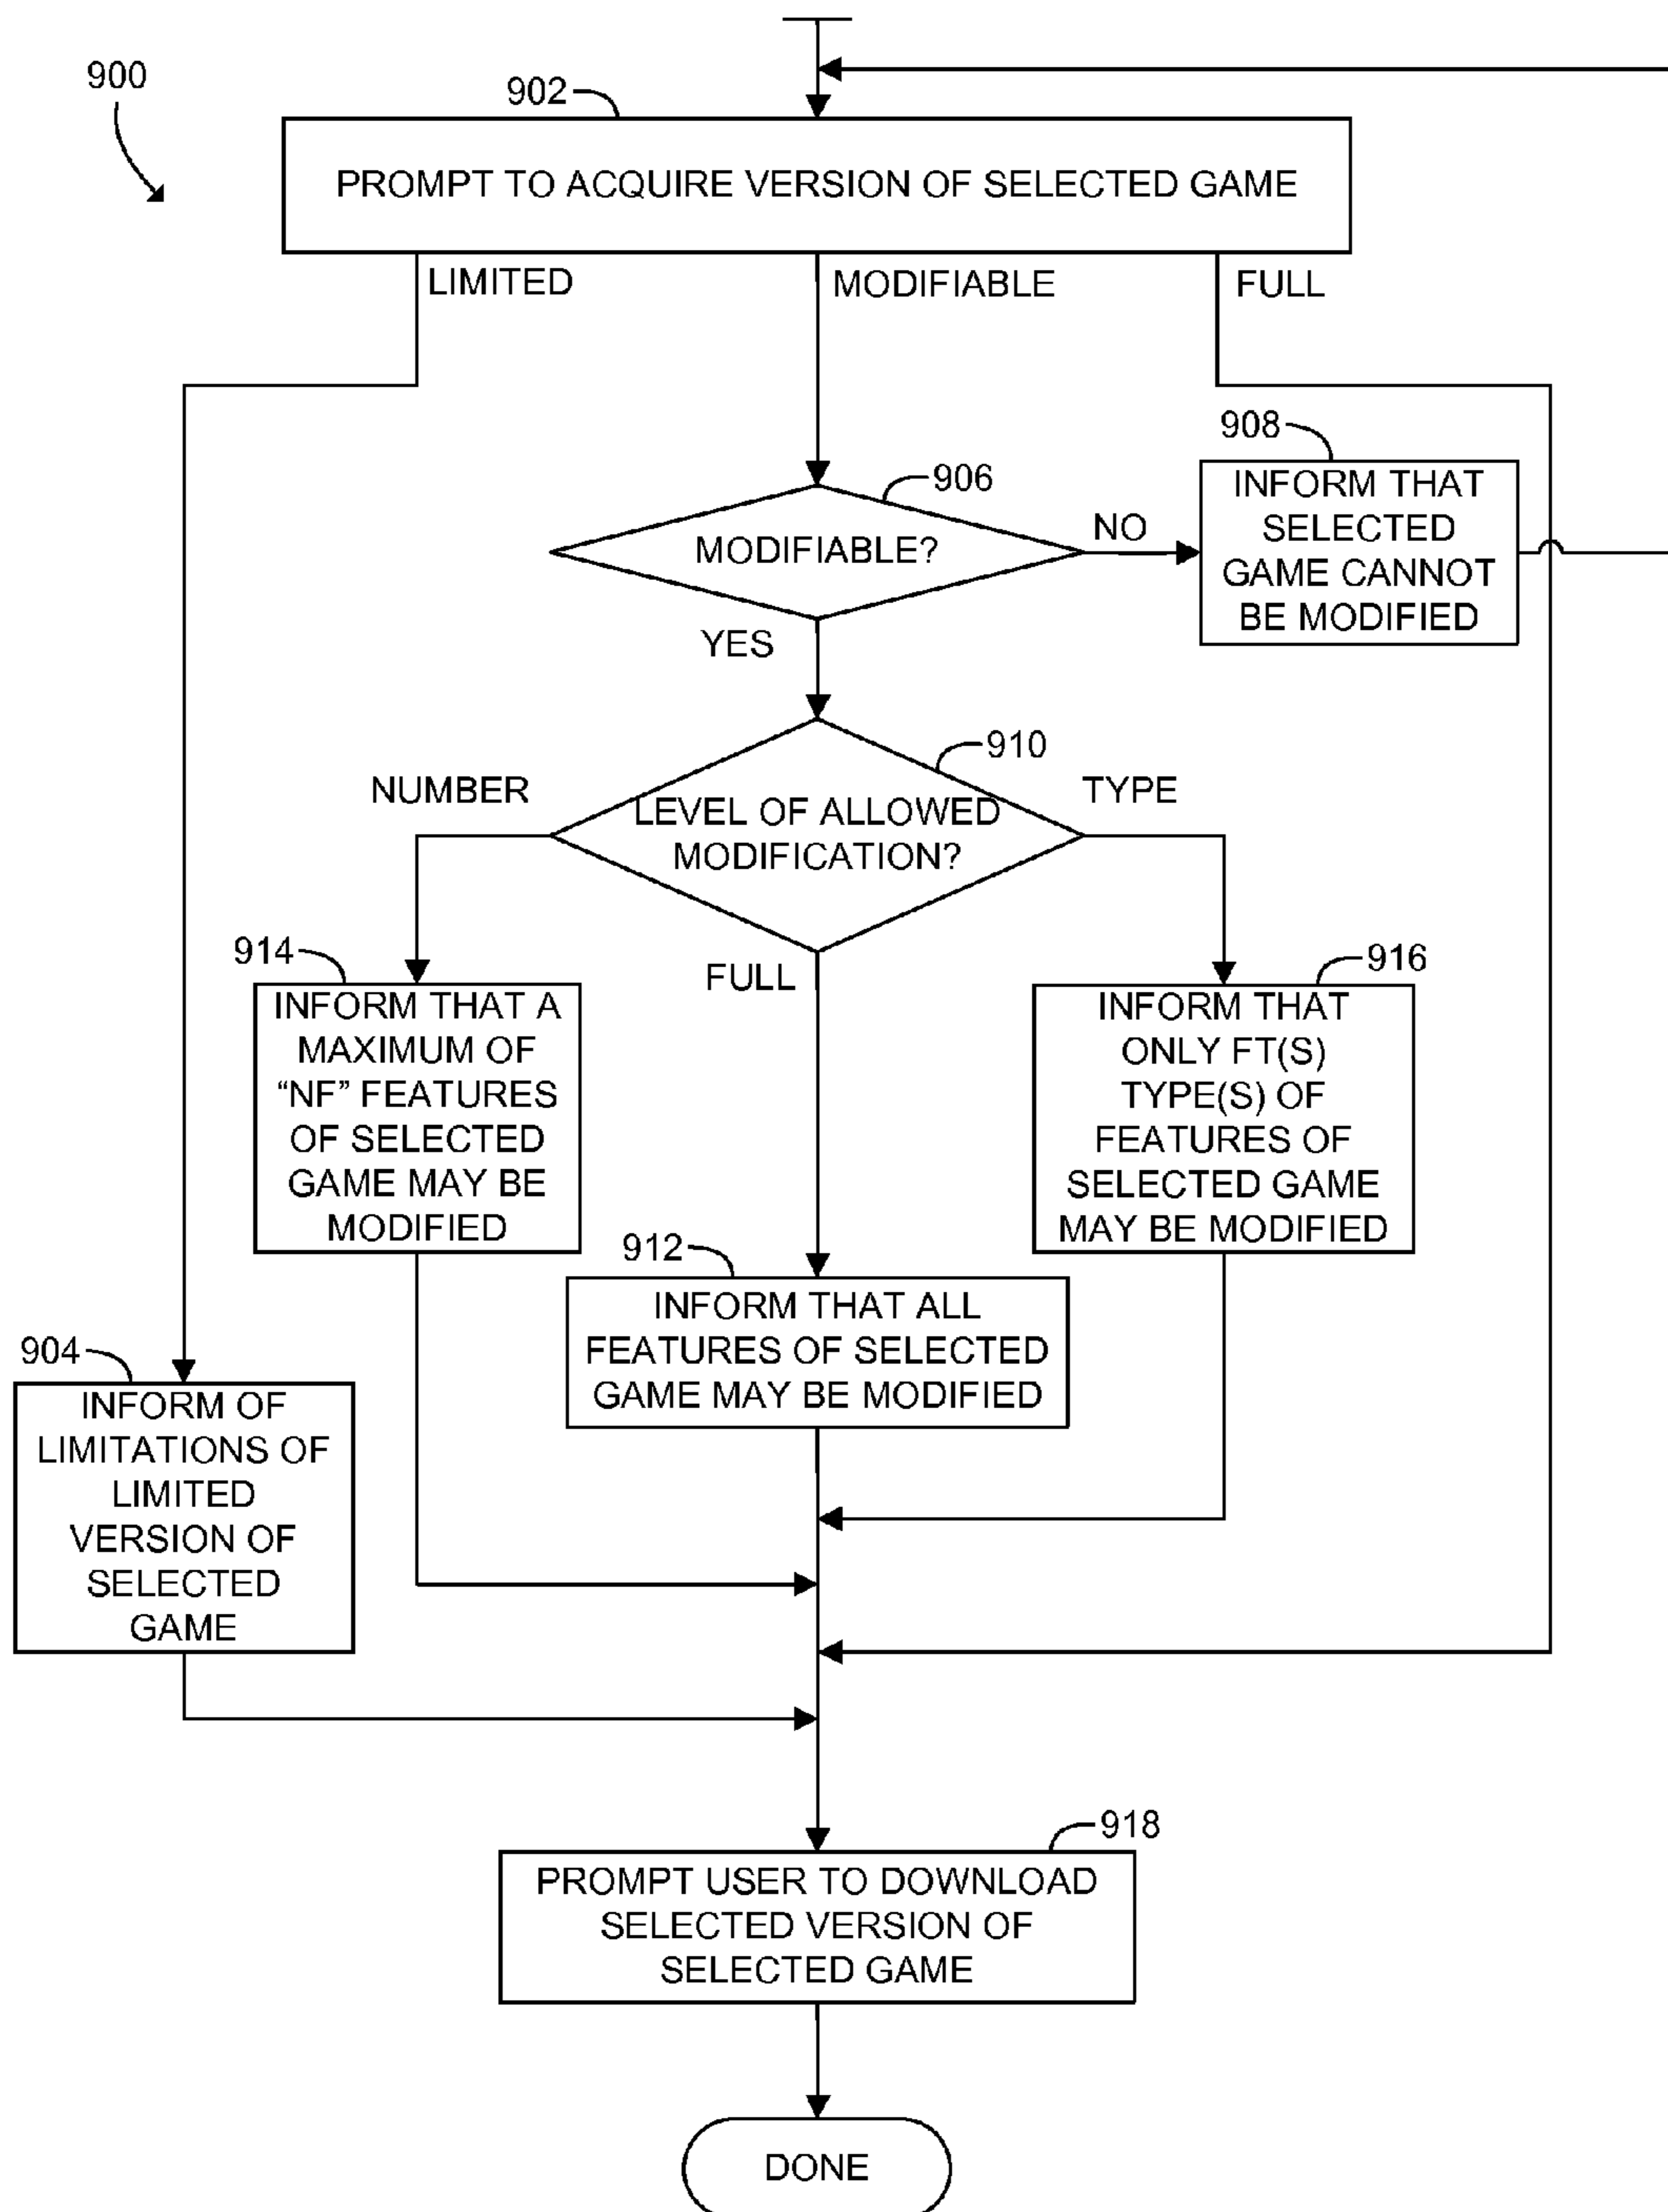 900
902
PROMPT TO ACQUIRE VERSION OF SELECTED GAME
LIMITED
MODIFIABLE
FULL
908
INFORM THAT
SELECTED
GAME CANNOT
BE MODIFIED
906
MODIFIABLE?
NO
YES
910
LEVEL OF ALLOWED
MODIFICATION?
NUMBER
TYPE
FULL
914
INFORM THAT A
MAXIMUM OF
“NF” FEATURES
OF SELECTED
GAME MAY BE
MODIFIED
916
INFORM THAT
ONLY FT(S)
TYPE(S) OF
FEATURES OF
SELECTED GAME
MAY BE MODIFIED
912
INFORM THAT ALL
FEATURES OF SELECTED
GAME MAY BE MODIFIED
904
INFORM OF
LIMITATIONS OF
LIMITED
VERSION OF
SELECTED
GAME
918
PROMPT USER TO DOWNLOAD
SELECTED VERSION OF
SELECTED GAME
DONE